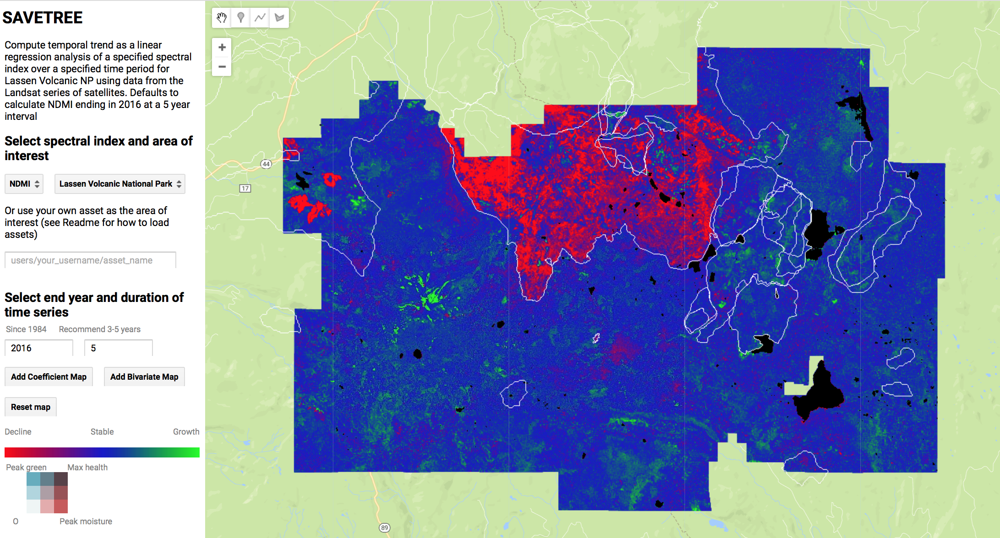 SAVETREE
Compute temporal trend as a linear
regression analysis of a specified spectral
index over a specified time period for
Lassen Volcanic NP using data from the
Landsat series of satellites. Defaults to
calculate NDMI ending in 2016 at a 5 year
interval
Select spectral index and area of
interest
NDMI Lassen Volcanic National Park
Or use your own asset as the area of
interest (see Readme for how to load
assets)
users/your_username/asset_name
Select end year and duration of
time series
Since 1984 Recommend 3-5 years
2016 5
Add Coefficient Map Add Bivariate Map
Reset map
Decline Stable Growth
Peak green Max health
O Peak moisture
+
−
44
17
89